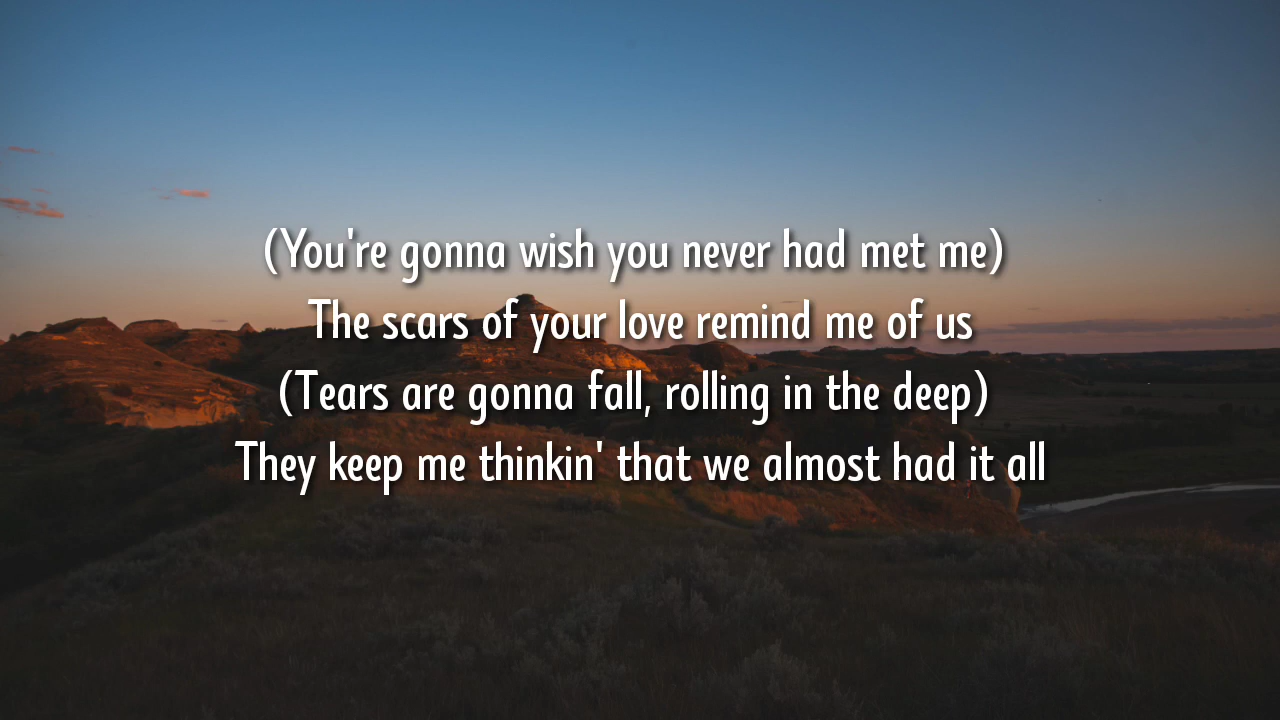 (You're gonna wish you never had met me)
The scars of your love remind me of us
(Tears are gonna fall, rolling in the deep)
They keep me thinkin' that we almost had it all